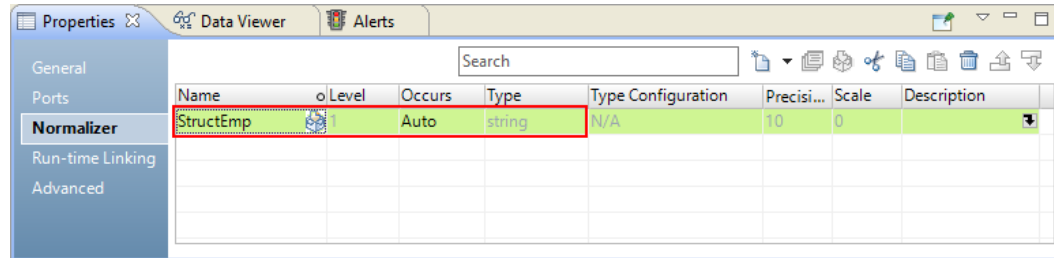 Properties Data Viewer Alerts
General
Ports
Normalizer
Run-time Linking
Advanced
Search
Name o Level Occurs Type Type Configuration Precisi... Scale Description
StructEmp 1 Auto string N/A 10 0